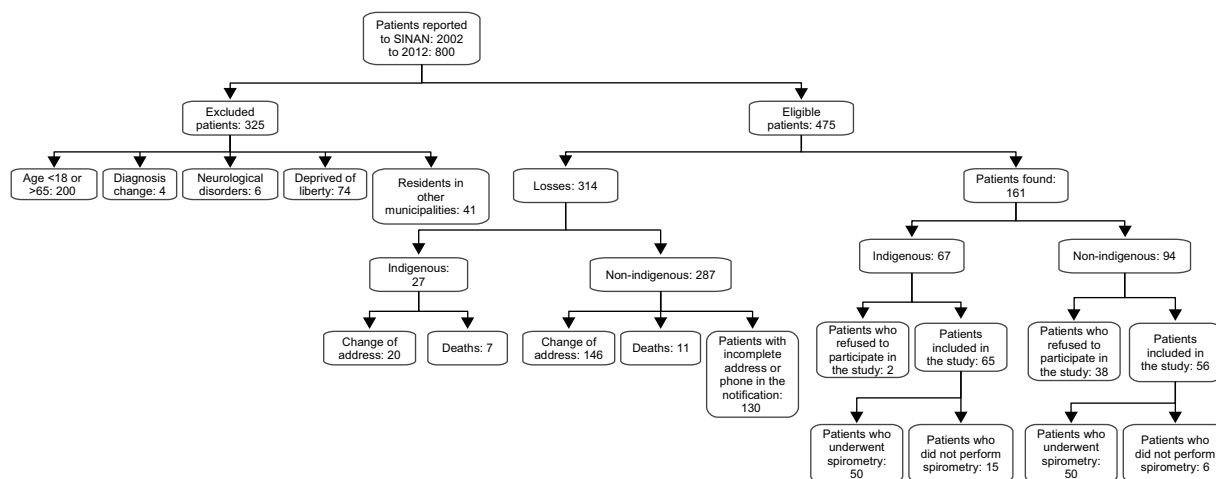 Patients reported
to SINAN: 2002
to 2012: 800
Excluded
patients: 325
Eligible
patients: 475
Age <18 or
>65: 200
Diagnosis
change: 4
Neurological
disorders: 6
Deprived of
liberty: 74
Residents in
other
municipalities: 41
Losses: 314
Patients found:
161
Indigenous:
27
Non-indigenous: 287
Indigenous: 67
Non-indigenous: 94
Change of
address: 20
Deaths: 7
Change of
address: 146
Deaths: 11
Patients with
incomplete
address or
phone in the
notification:
130
Patients who
refused to
participate in
the study: 2
Patients
included in
the study: 65
Patients who
refused to
participate in
the study: 38
Patients
included in
the study: 56
Patients who
underwent
spirometry:
50
Patients who
did not perform
spirometry: 15
Patients who
underwent
spirometry:
50
Patients who
did not perform
spirometry: 6